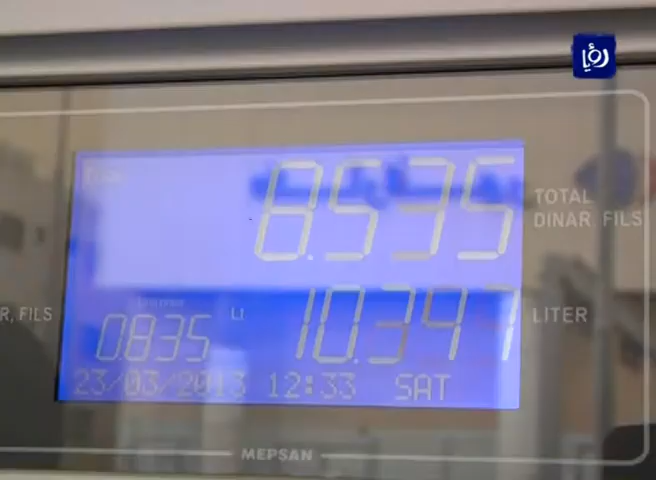 رؤيا
8.535
TOTAL
DINAR, FILS
R, FILS
0.835
Lt
10.347
LITER
23/03/2013 12:33 SAT
MEPSAN